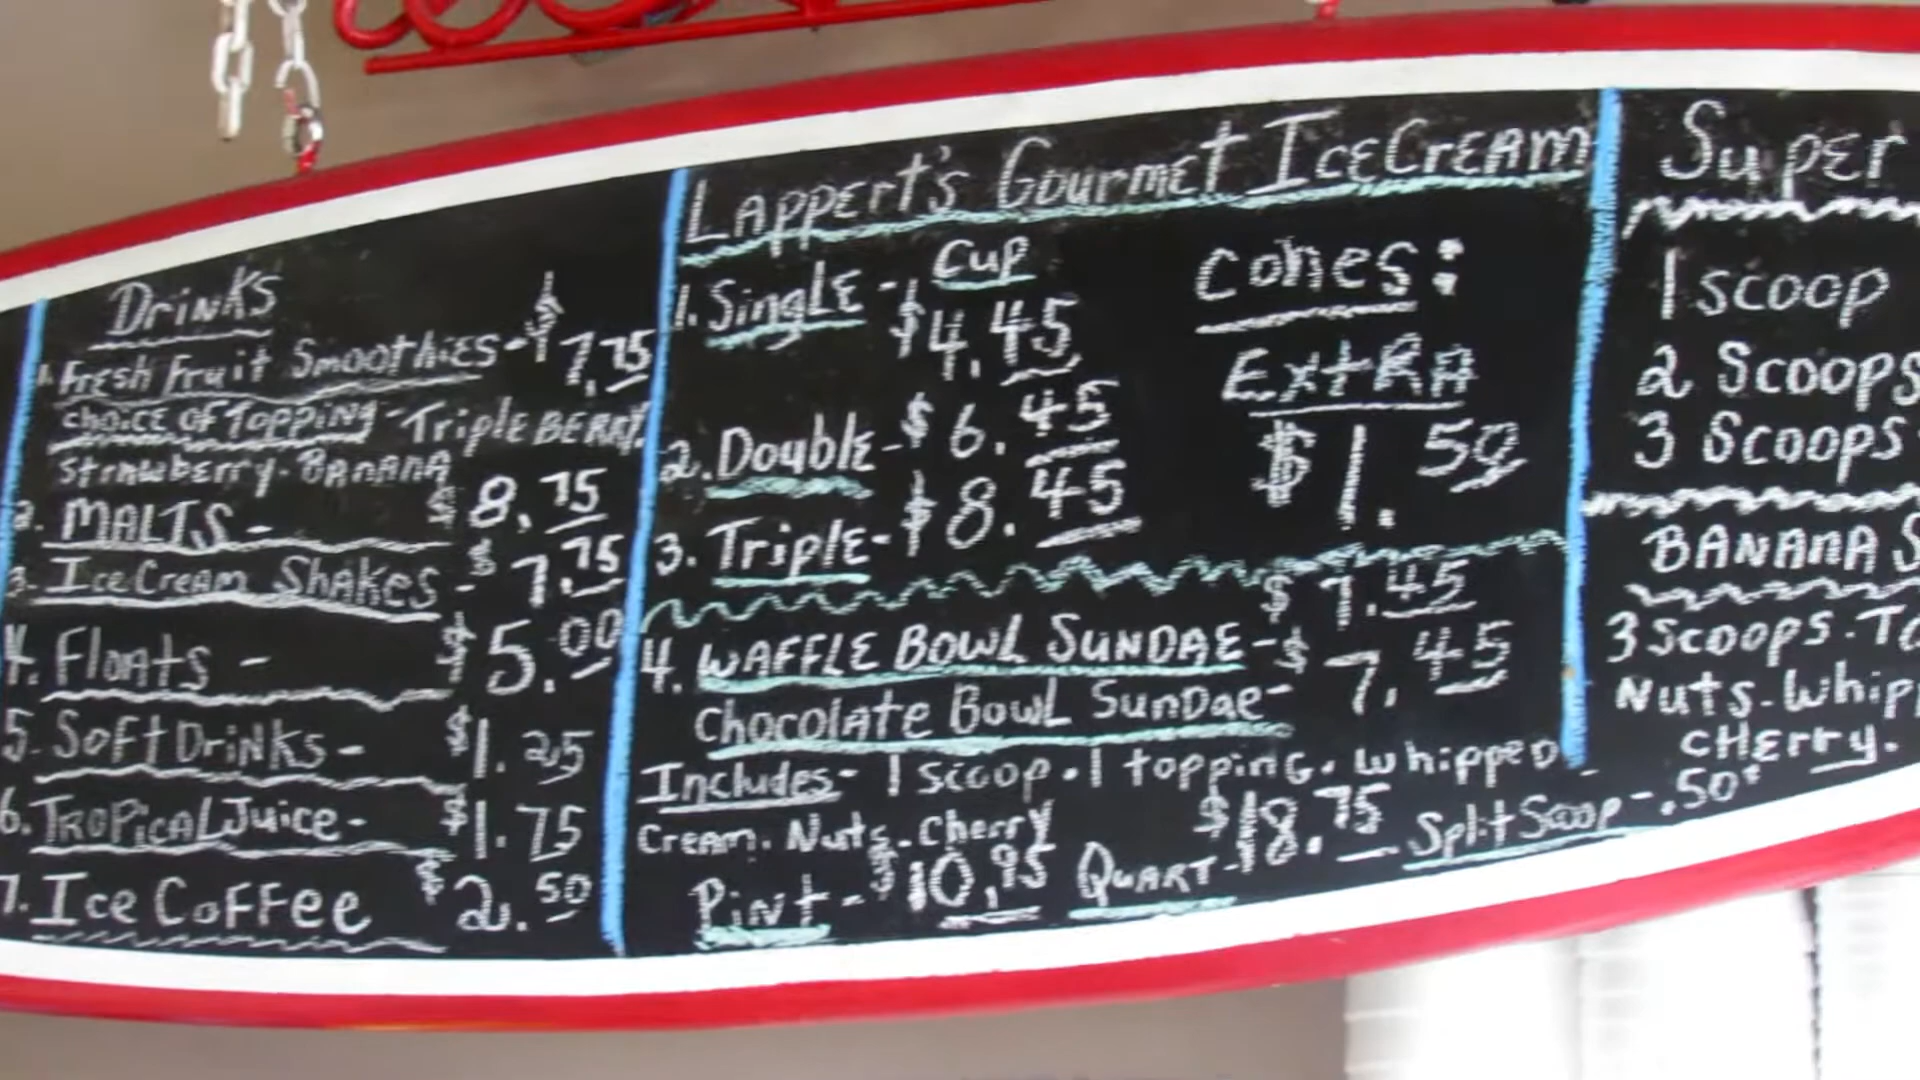 Drinks
1. Fresh Fruit Smoothies - $7.75
choice of Topping - Triple BERRY.
Strawberry - BANANA
2. MALTS - $8.75
3. Ice Cream Shakes - $7.75
4. Floats - $5.00
5. Soft Drinks - $1.25
6. Tropical Juice - $1.75
7. Ice Coffee $2.50
Lappert's Gourmet Ice Cream
Cup
1. Single - $4.45
2. Double - $6.45
3. Triple - $8.45
Cones:
Extra
$1.50
$7.45
4. WAFFLE BOWL SUNDAE - $7.45
Chocolate Bowl Sundae -
Includes - 1 scoop . 1 topping . whipped
Cream . Nuts - Cherry
Pint - $10.95 Quart - $18.75 Split Scoop - .50¢
Super
1 scoop
2 Scoops
3 Scoops
BANANA S
3 scoops - To
Nuts - Whip
CHerry.